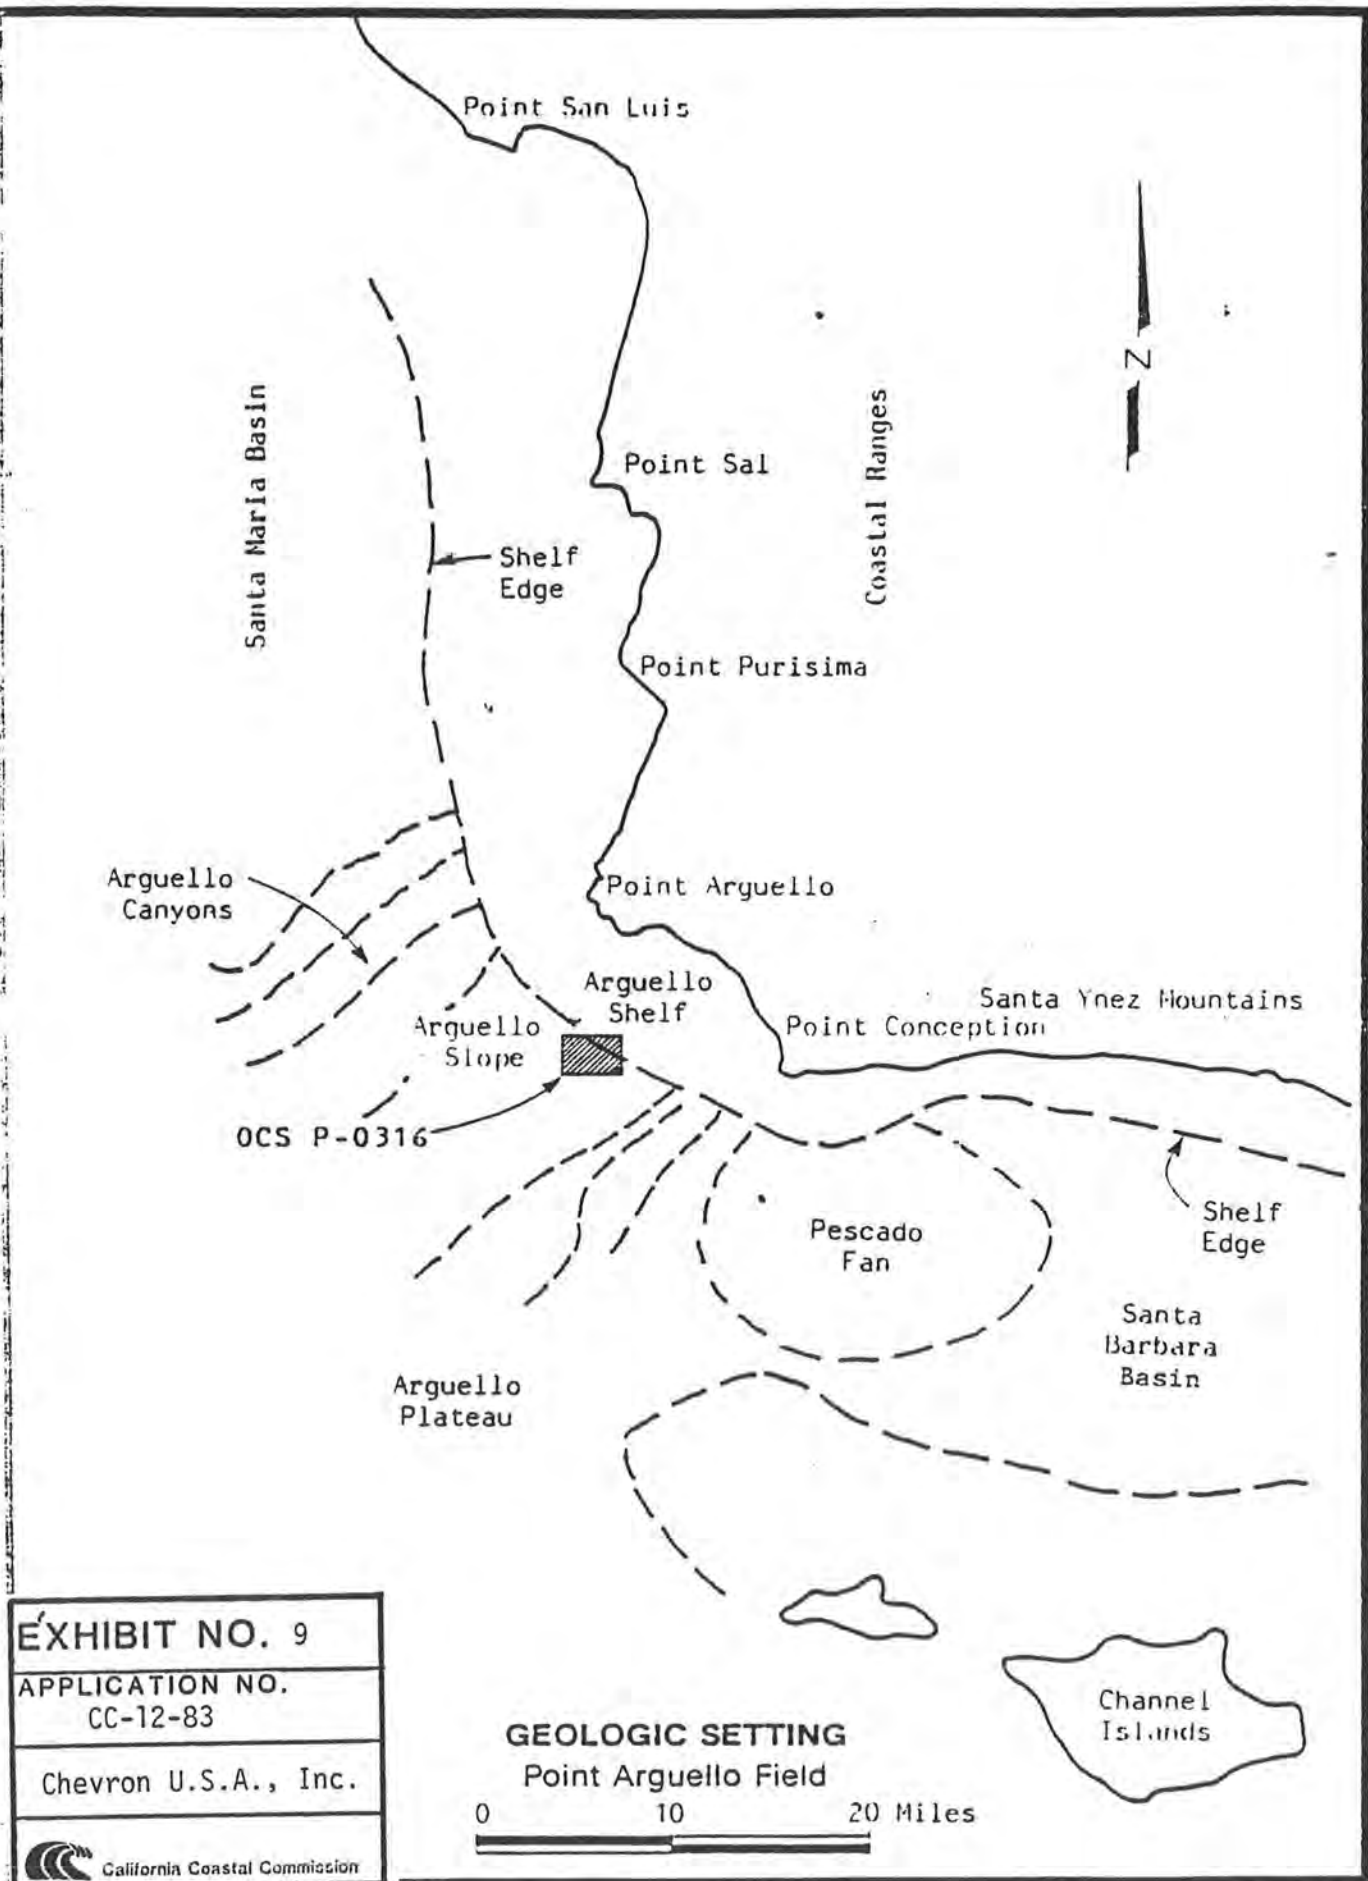 Point San Luis
Santa Maria Basin
Coastal Ranges
N
Point Sal
Shelf
Edge
Point Purisima
Arguello
Canyons
Point Arguello
Arguello
Shelf
Santa Ynez Mountains
Point Conception
Arguello
Slope
OCS P-0316
Pescado
Fan
Shelf
Edge
Santa
Barbara
Basin
Arguello
Plateau
Channel
Islands
EXHIBIT NO. 9
APPLICATION NO.
CC-12-83
Chevron U.S.A., Inc.
California Coastal Commission
GEOLOGIC SETTING
Point Arguello Field
0 10 20 Miles